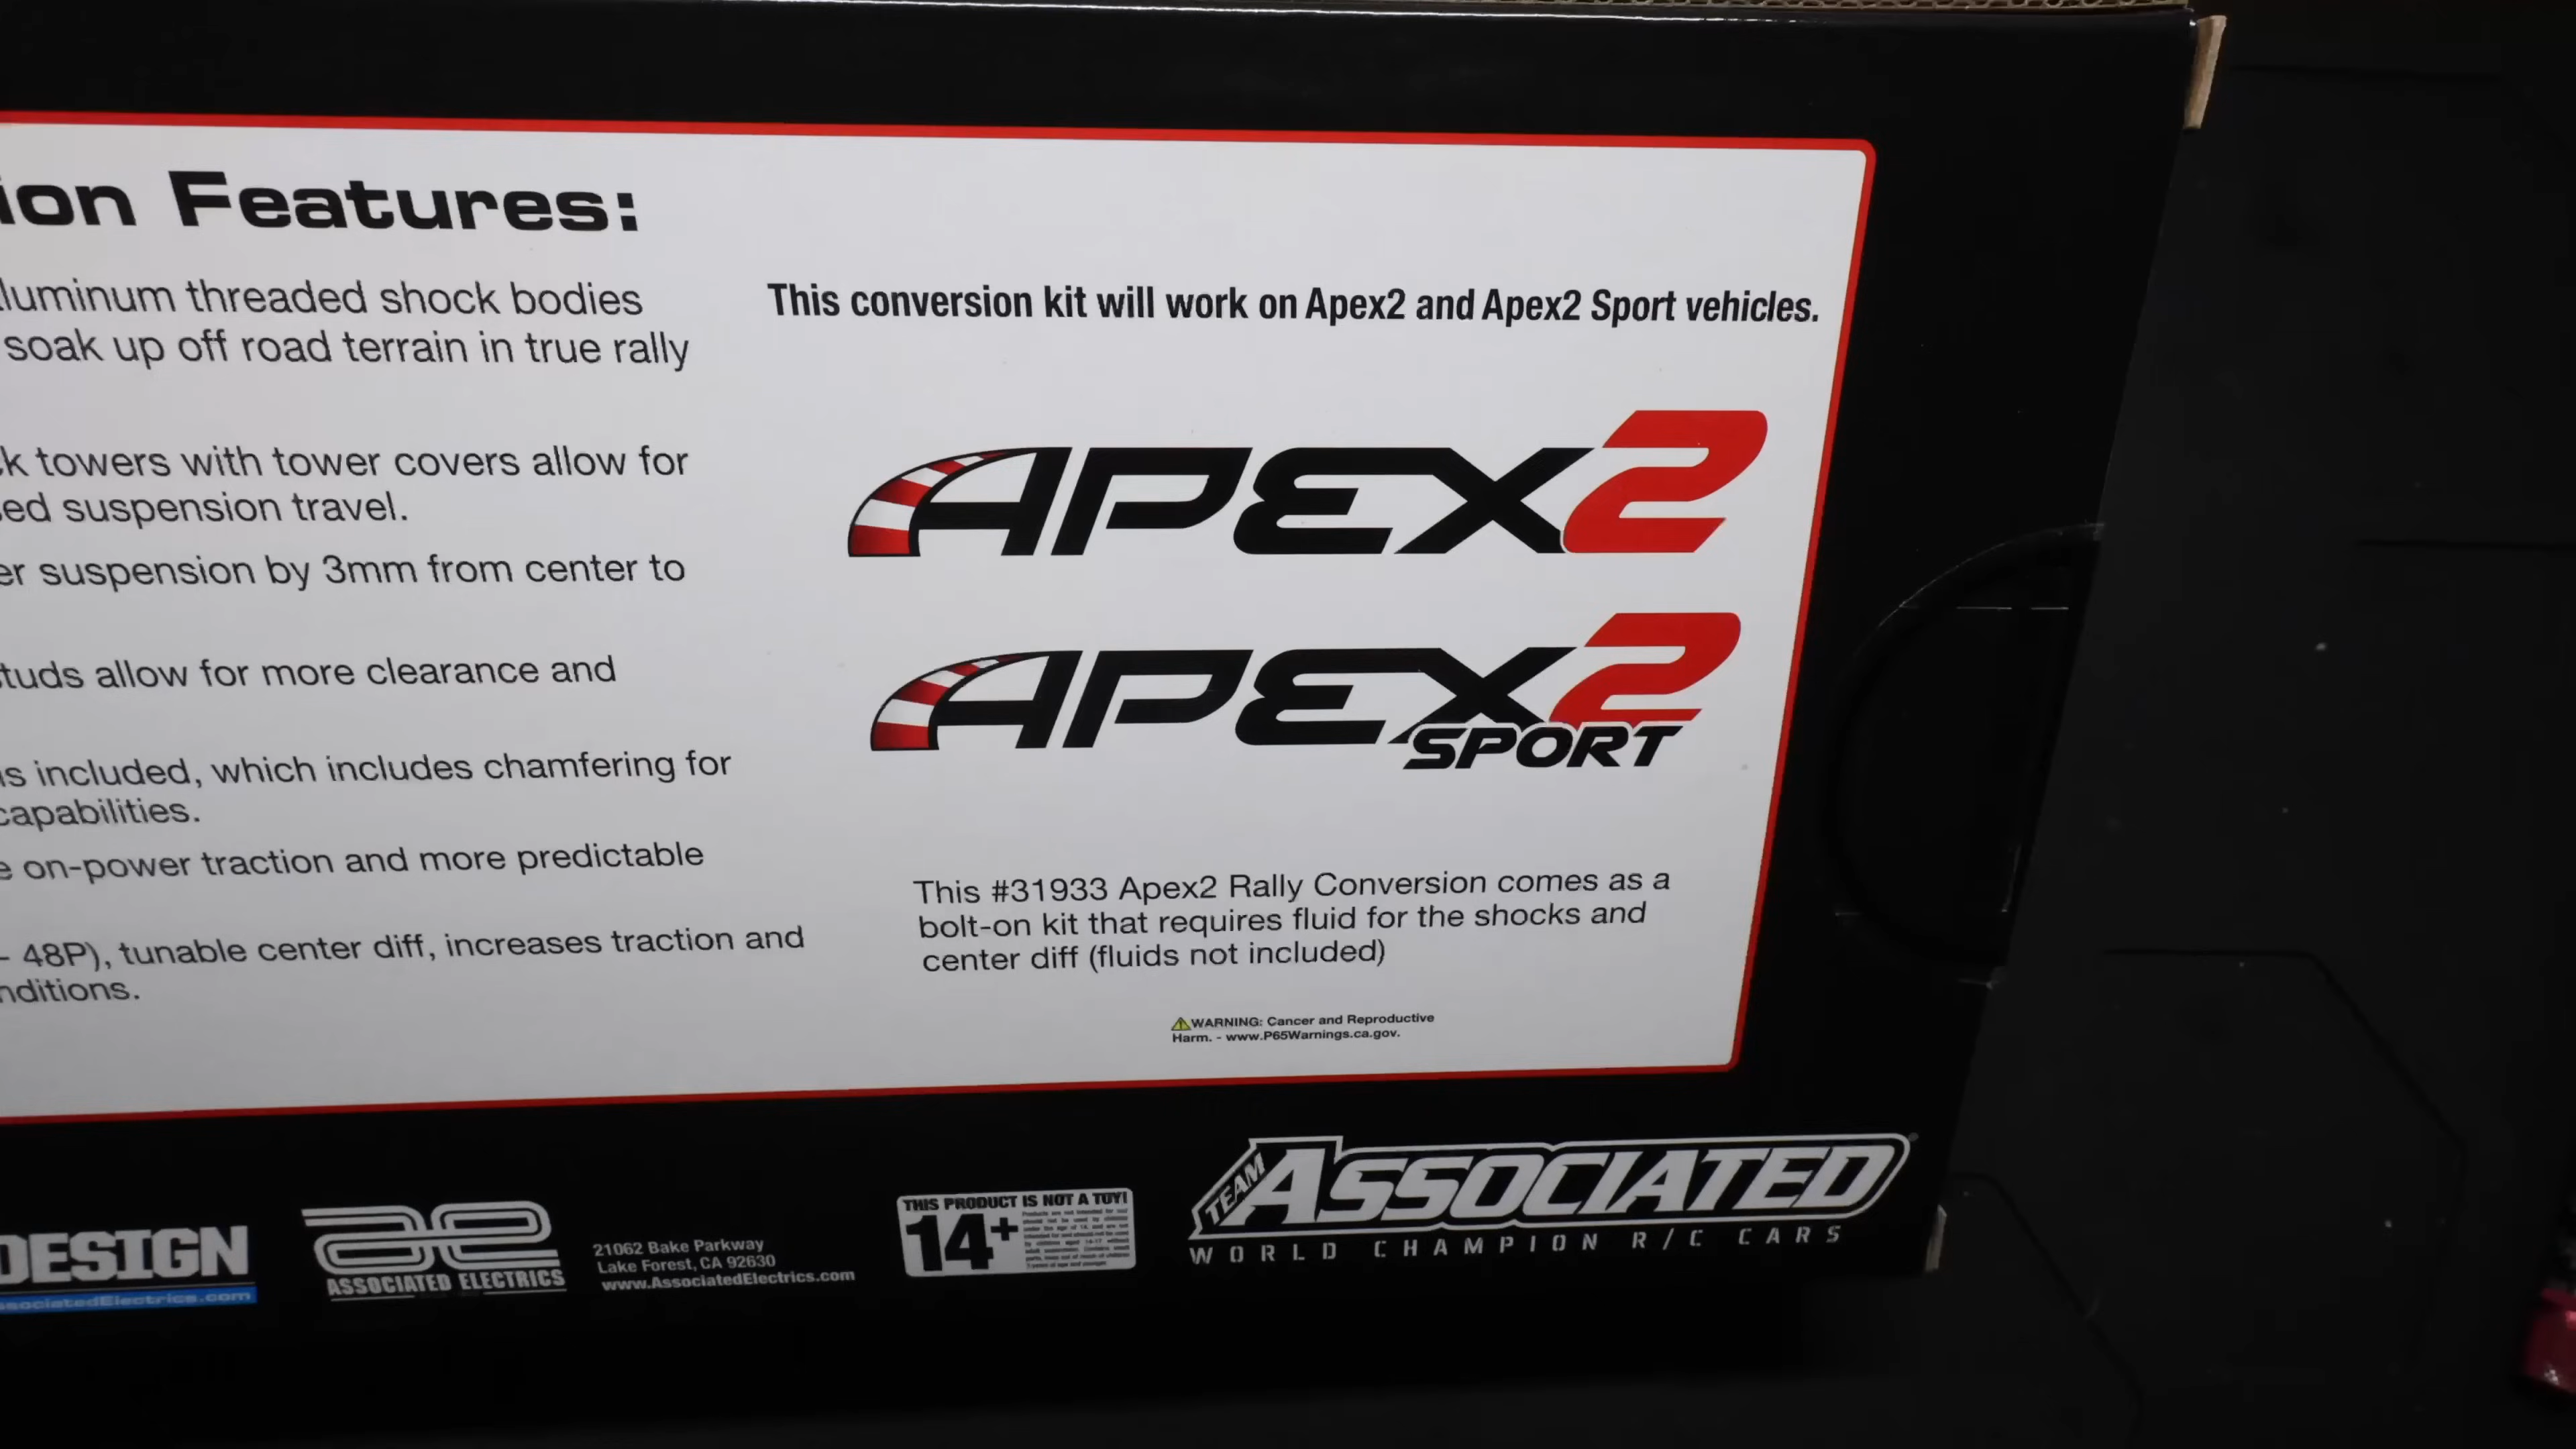 ion Features:
luminum threaded shock bodies
soak up off road terrain in true rally
k towers with tower covers allow for
ed suspension travel.
er suspension by 3mm from center to
tuds allow for more clearance and
is included, which includes chamfering for
capabilities.
e on-power traction and more predictable
- 48P), tunable center diff, increases traction and
nditions.
This conversion kit will work on Apex2 and Apex2 Sport vehicles.
APEX2
APEX2
SPORT
This #31933 Apex2 Rally Conversion comes as a
bolt-on kit that requires fluid for the shocks and
center diff (fluids not included)
WARNING: Cancer and Reproductive
Harm. - www.P65Warnings.ca.gov.
DESIGN
sociatedElectrics.com
ae
ASSOCIATED ELECTRICS
21062 Bake Parkway
Lake Forest, CA 92630
www.AssociatedElectrics.com
THIS PRODUCT IS NOT A TOY!
14+
TEAM ASSOCIATED
WORLD CHAMPION R/C CARS